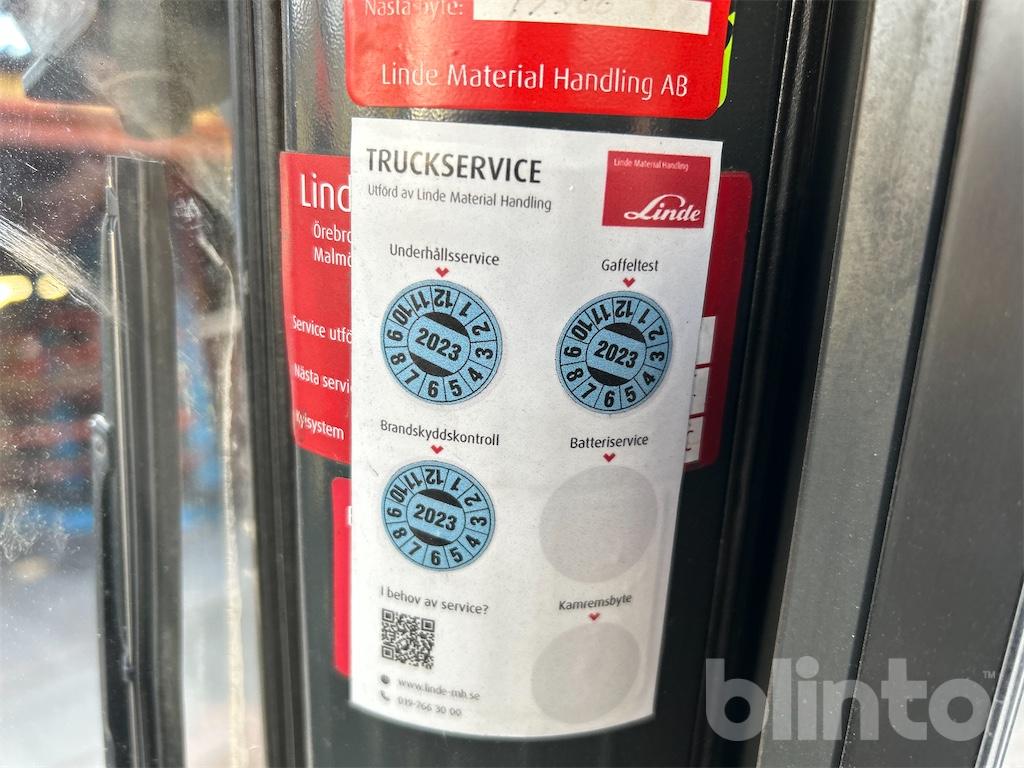 Nästa byte:
Linde Material Handling AB
TRUCKSERVICE
Utförd av Linde Material Handling
Linde Material Handling
Linde
Lind
Örebro
Malmö
Service utfö
Nästa servi
Kylsystem
Underhållsservice
Gaffeltest
1 2 3 4 5 6 7 8 9 10 11 12
2023
1 2 3 4 5 6 7 8 9 10 11 12
2023
Brandskyddskontroll
Batteriservice
1 2 3 4 5 6 7 8 9 10 11 12
2023
I behov av service?
Kamremsbyte
www.linde-mh.se
019-766 30 00
blinto™